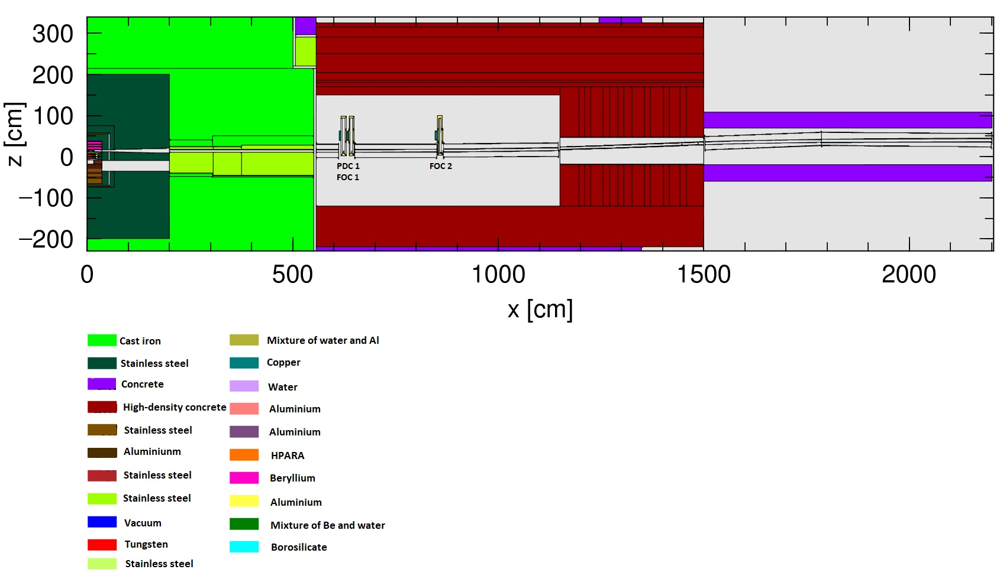 300
200
100
0
−100
−200
z [cm]
PDC 1
FOC 1
FOC 2
0 500 1000 1500 2000
x [cm]
Cast iron
Stainless steel
Concrete
High-density concrete
Stainless steel
Aluminiunm
Stainless steel
Stainless steel
Vacuum
Tungsten
Stainless steel
Mixture of water and Al
Copper
Water
Aluminium
Aluminium
HPARA
Beryllium
Aluminium
Mixture of Be and water
Borosilicate